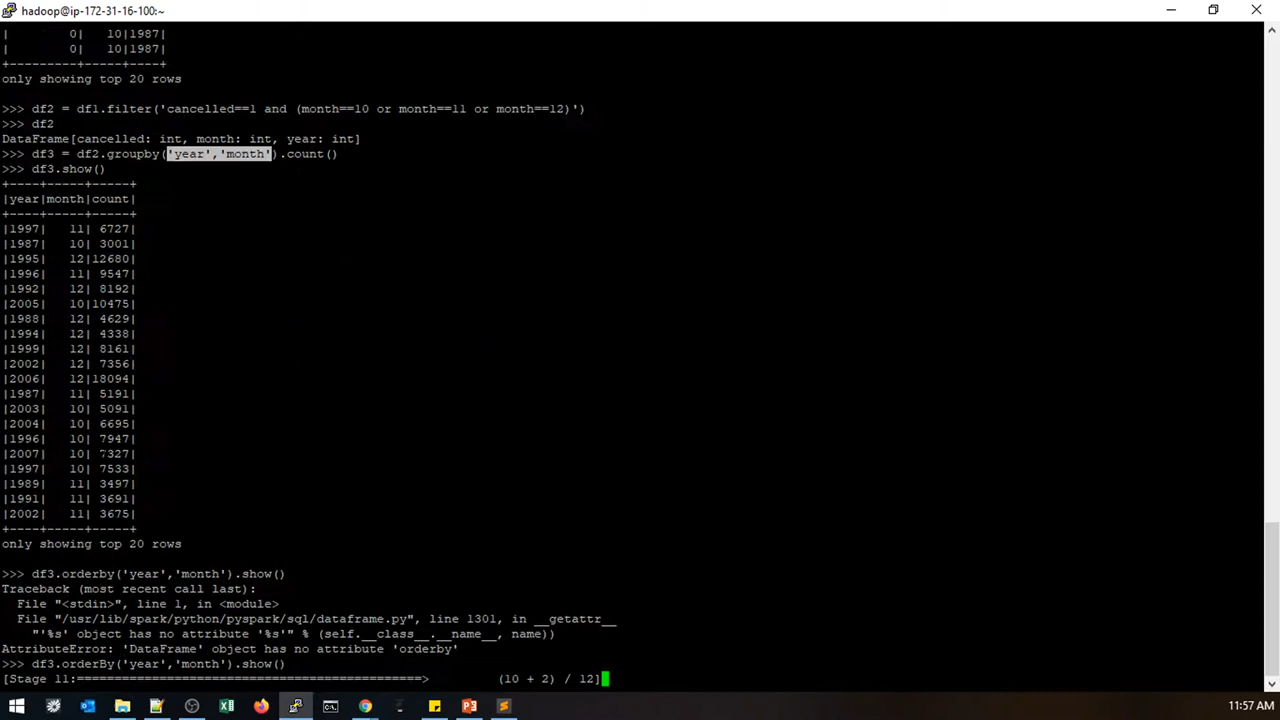 hadoop@ip-172-31-16-100:~
|        0|   10|1987|
|        0|   10|1987|
+---------+-----+----+
only showing top 20 rows
>>> df2 = df1.filter('cancelled==1 and (month==10 or month==11 or month==12)')
>>> df2
DataFrame[cancelled: int, month: int, year: int]
>>> df3 = df2.groupby('year','month').count()
>>> df3.show()
+----+-----+-----+
|year|month|count|
+----+-----+-----+
|1997|   11| 6727|
|1987|   10| 3001|
|1995|   12|12680|
|1996|   11| 9547|
|1992|   12| 8192|
|2005|   10|10475|
|1988|   12| 4629|
|1994|   12| 4338|
|1999|   12| 8161|
|2002|   12| 7356|
|2006|   12|18094|
|1987|   11| 5191|
|2003|   10| 5091|
|2004|   10| 6695|
|1996|   10| 7947|
|2007|   10| 7327|
|1997|   10| 7533|
|1989|   11| 3497|
|1991|   11| 3691|
|2002|   11| 3675|
+----+-----+-----+
only showing top 20 rows
>>> df3.orderby('year','month').show()
Traceback (most recent call last):
  File "<stdin>", line 1, in <module>
  File "/usr/lib/spark/python/pyspark/sql/dataframe.py", line 1301, in __getattr__
    "'%s' object has no attribute '%s'" % (self.__class__.__name__, name))
AttributeError: 'DataFrame' object has no attribute 'orderby'
>>> df3.orderBy('year','month').show()
[Stage 11:==============================================>         (10 + 2) / 12]
11:57 AM